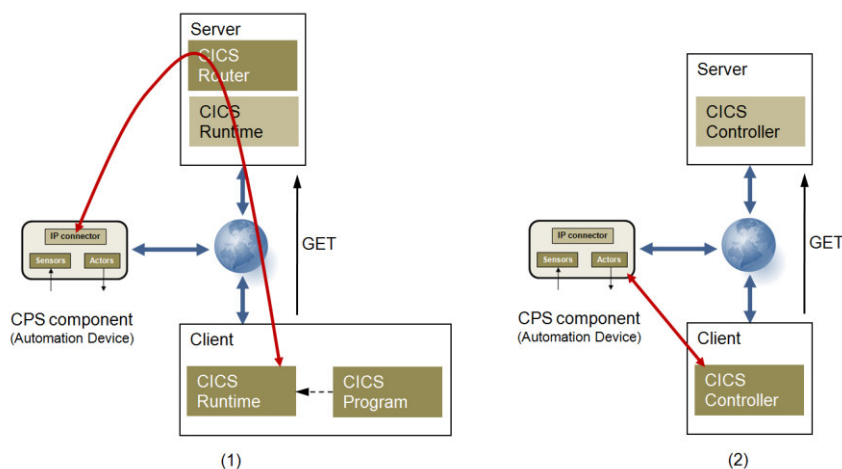 Server
CICS
Router
CICS
Runtime
IP connector
Sensors
Actors
GET
CPS component
(Automation Device)
Client
CICS
Runtime
CICS
Program
(1)
Server
CICS
Controller
IP connector
Sensors
Actors
GET
CPS component
(Automation Device)
Client
CICS
Controller
(2)